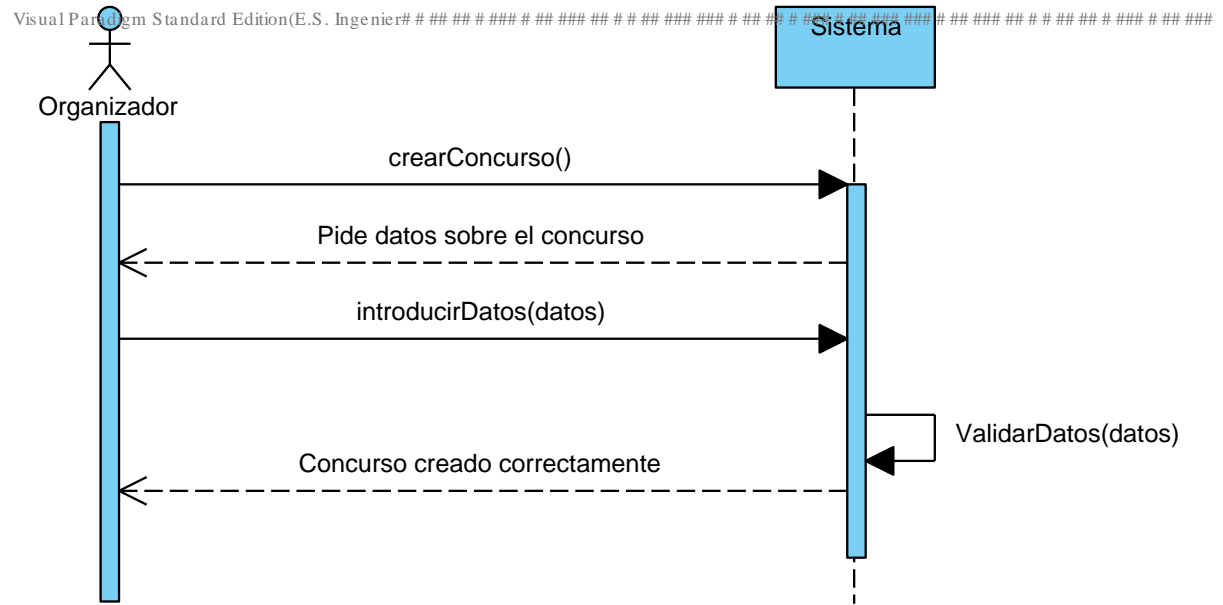 Visual Paradigm Standard Edition(E.S. Ingenier# # ## ## # ### # ## ### ## # # ## ### ### # ## ## # ### # ## ### ### # ## ### ## # # ## ## # ### # ## ###
Sistema
Organizador
crearConcurso()
Pide datos sobre el concurso
introducirDatos(datos)
ValidarDatos(datos)
Concurso creado correctamente